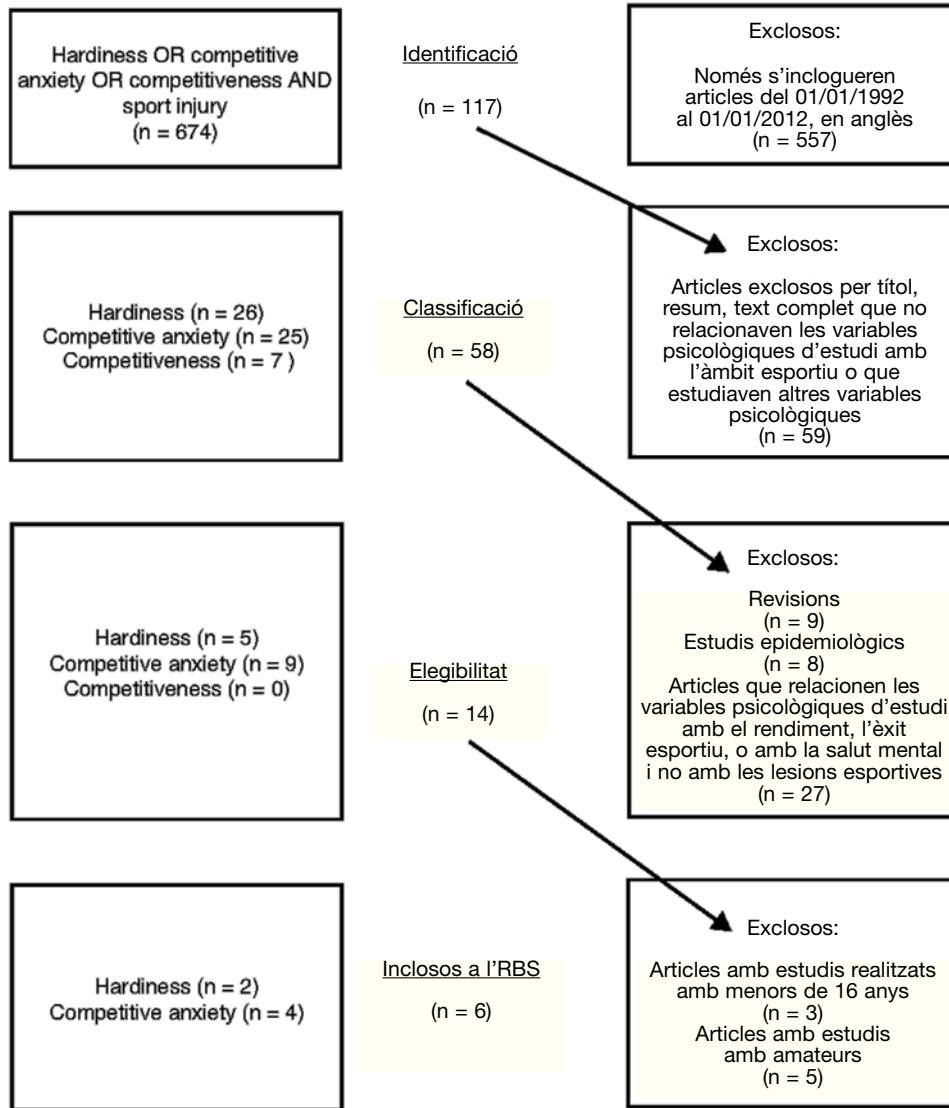 Hardiness OR competitive
anxiety OR competitiveness AND
sport injury
(n = 674)
Identificació
(n = 117)
Exclosos:
Només s’inclogueren
articles del 01/01/1992
al 01/01/2012, en anglès
(n = 557)
Hardiness (n = 26)
Competitive anxiety (n = 25)
Competitiveness (n = 7 )
Classificació
(n = 58)
Exclosos:
Articles exclosos per títol,
resum, text complet que no
relacionaven les variables
psicològiques d’estudi amb
l’àmbit esportiu o que
estudiaven altres variables
psicològiques
(n = 59)
Hardiness (n = 5)
Competitive anxiety (n = 9)
Competitiveness (n = 0)
Elegibilitat
(n = 14)
Exclosos:
Revisions
(n = 9)
Estudis epidemiològics
(n = 8)
Articles que relacionen les
variables psicològiques d’estudi
amb el rendiment, l’èxit
esportiu, o amb la salut mental
i no amb les lesions esportives
(n = 27)
Hardiness (n = 2)
Competitive anxiety (n = 4)
Inclosos a l’RBS
(n = 6)
Exclosos:
Articles amb estudis realitzats
amb menors de 16 anys
(n = 3)
Articles amb estudis
amb amateurs
(n = 5)